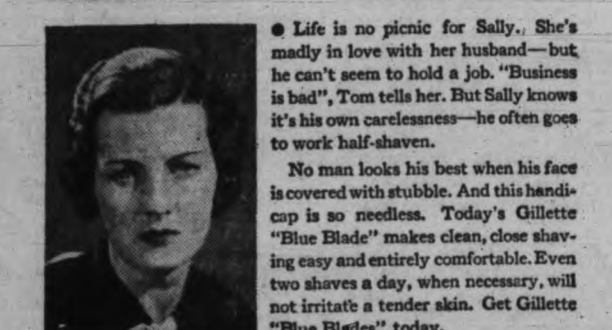 ● Life is no picnic for Sally. She's
madly in love with her husband—but
he can't seem to hold a job. "Business
is bad", Tom tells her. But Sally knows
it's his own carelessness—he often goes
to work half-shaven.
No man looks his best when his face
is covered with stubble. And this handi-
cap is so needless. Today's Gillette
"Blue Blade" makes clean, close shav-
ing easy and entirely comfortable. Even
two shaves a day, when necessary, will
not irritate a tender skin. Get Gillette
"Blue Blades" today.